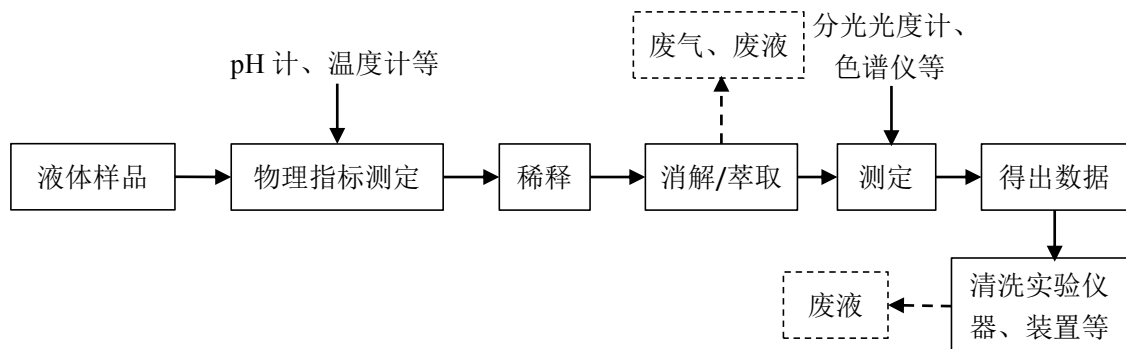 废气、废液
分光光度计、
色谱仪等
pH 计、温度计等
液体样品
物理指标测定
稀释
消解/萃取
测定
得出数据
废液
清洗实验仪
器、装置等